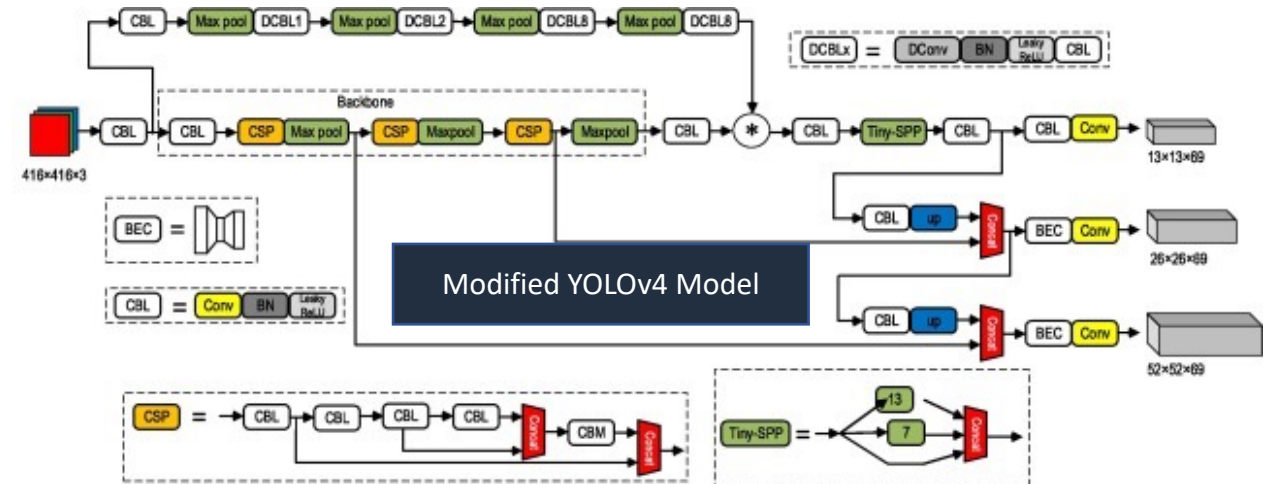 CBL Max pool DCBL1 Max pool DCBL2 Max pool DCBL8 Max pool DCBL8
DCBLx = DConv BN Leaky ReLU CBL
Backbone
CBL CBL CSP Max pool CSP Maxpool CSP Maxpool CBL * CBL Tiny-SPP CBL CBL Conv
416×416×3
13×13×69
CBL up Concat BEC Conv
26×26×69
BEC =
Modified YOLOv4 Model
CBL = Conv BN Leaky ReLU
CBL up Concat BEC Conv
52×52×69
CSP = CBL CBL CBL CBL Concat CBM Concat
Tiny-SPP = 13 7 Concat